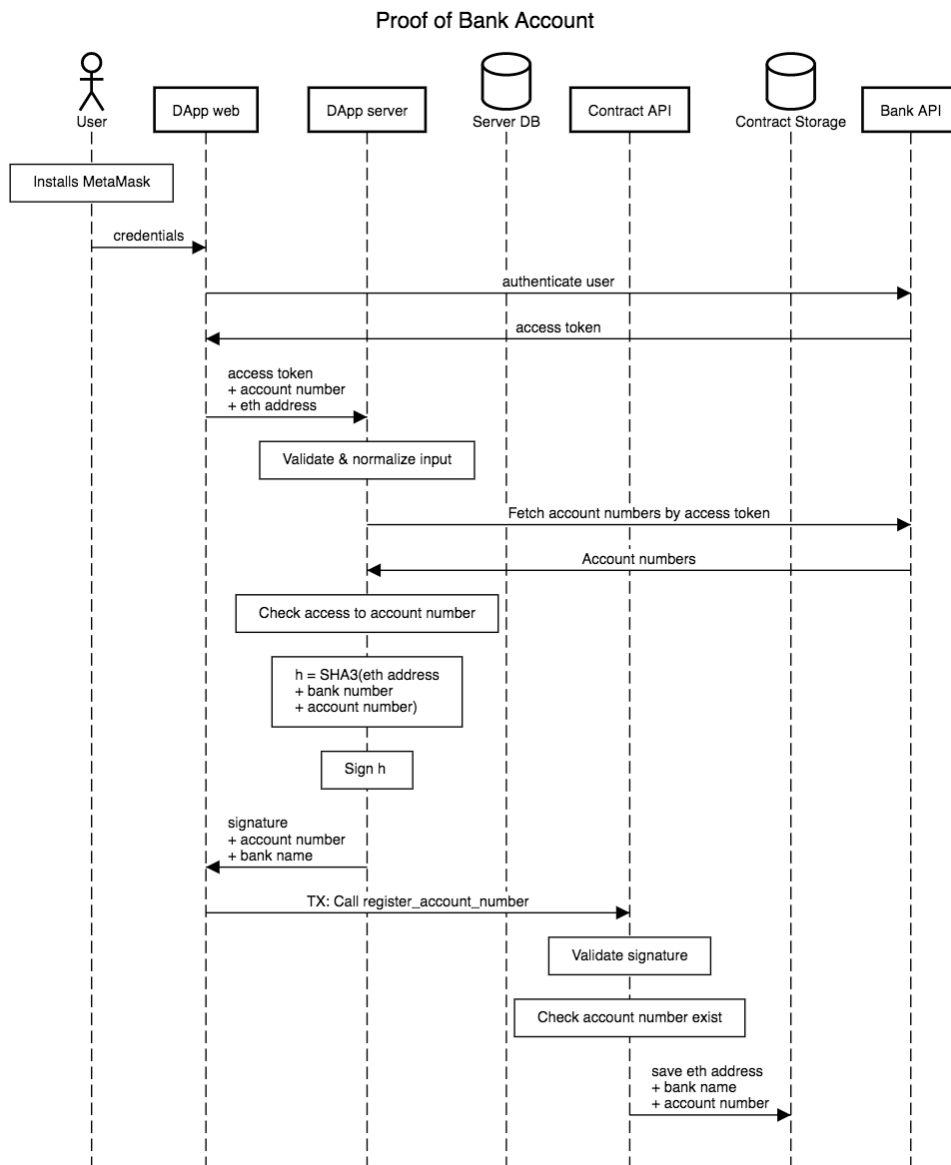 Proof of Bank Account
User
DApp web
DApp server
Server DB
Contract API
Contract Storage
Bank API
Installs MetaMask
credentials
authenticate user
access token
access token
+ account number
+ eth address
Validate & normalize input
Fetch account numbers by access token
Account numbers
Check access to account number
h = SHA3(eth address
+ bank number
+ account number)
Sign h
signature
+ account number
+ bank name
TX: Call register_account_number
Validate signature
Check account number exist
save eth address
+ bank name
+ account number